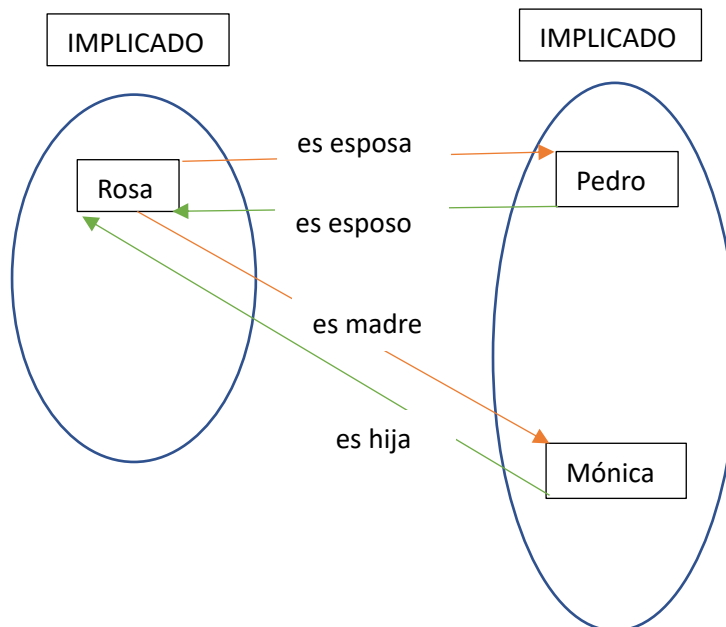 IMPLICADO
IMPLICADO
es esposa
Rosa
Pedro
es esposo
es madre
es hija
Mónica